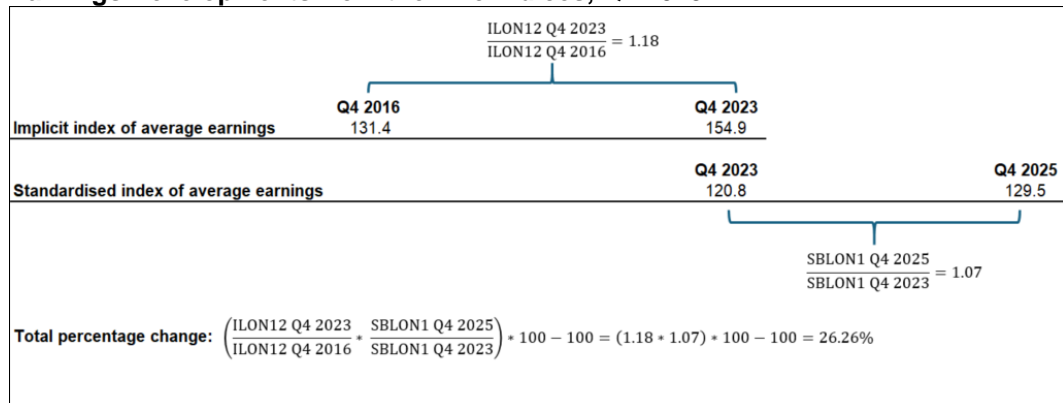 ILON12 Q4 2023
ILON12 Q4 2016 = 1.18
Q4 2016 Q4 2023
Implicit index of average earnings 131.4 154.9
Q4 2023 Q4 2025
Standardised index of average earnings 120.8 129.5
SBLON1 Q4 2025
SBLON1 Q4 2023 = 1.07
Total percentage change: (ILON12 Q4 2023 / ILON12 Q4 2016 * SBLON1 Q4 2025 / SBLON1 Q4 2023) * 100 − 100 = (1.18 * 1.07) * 100 − 100 = 26.26%